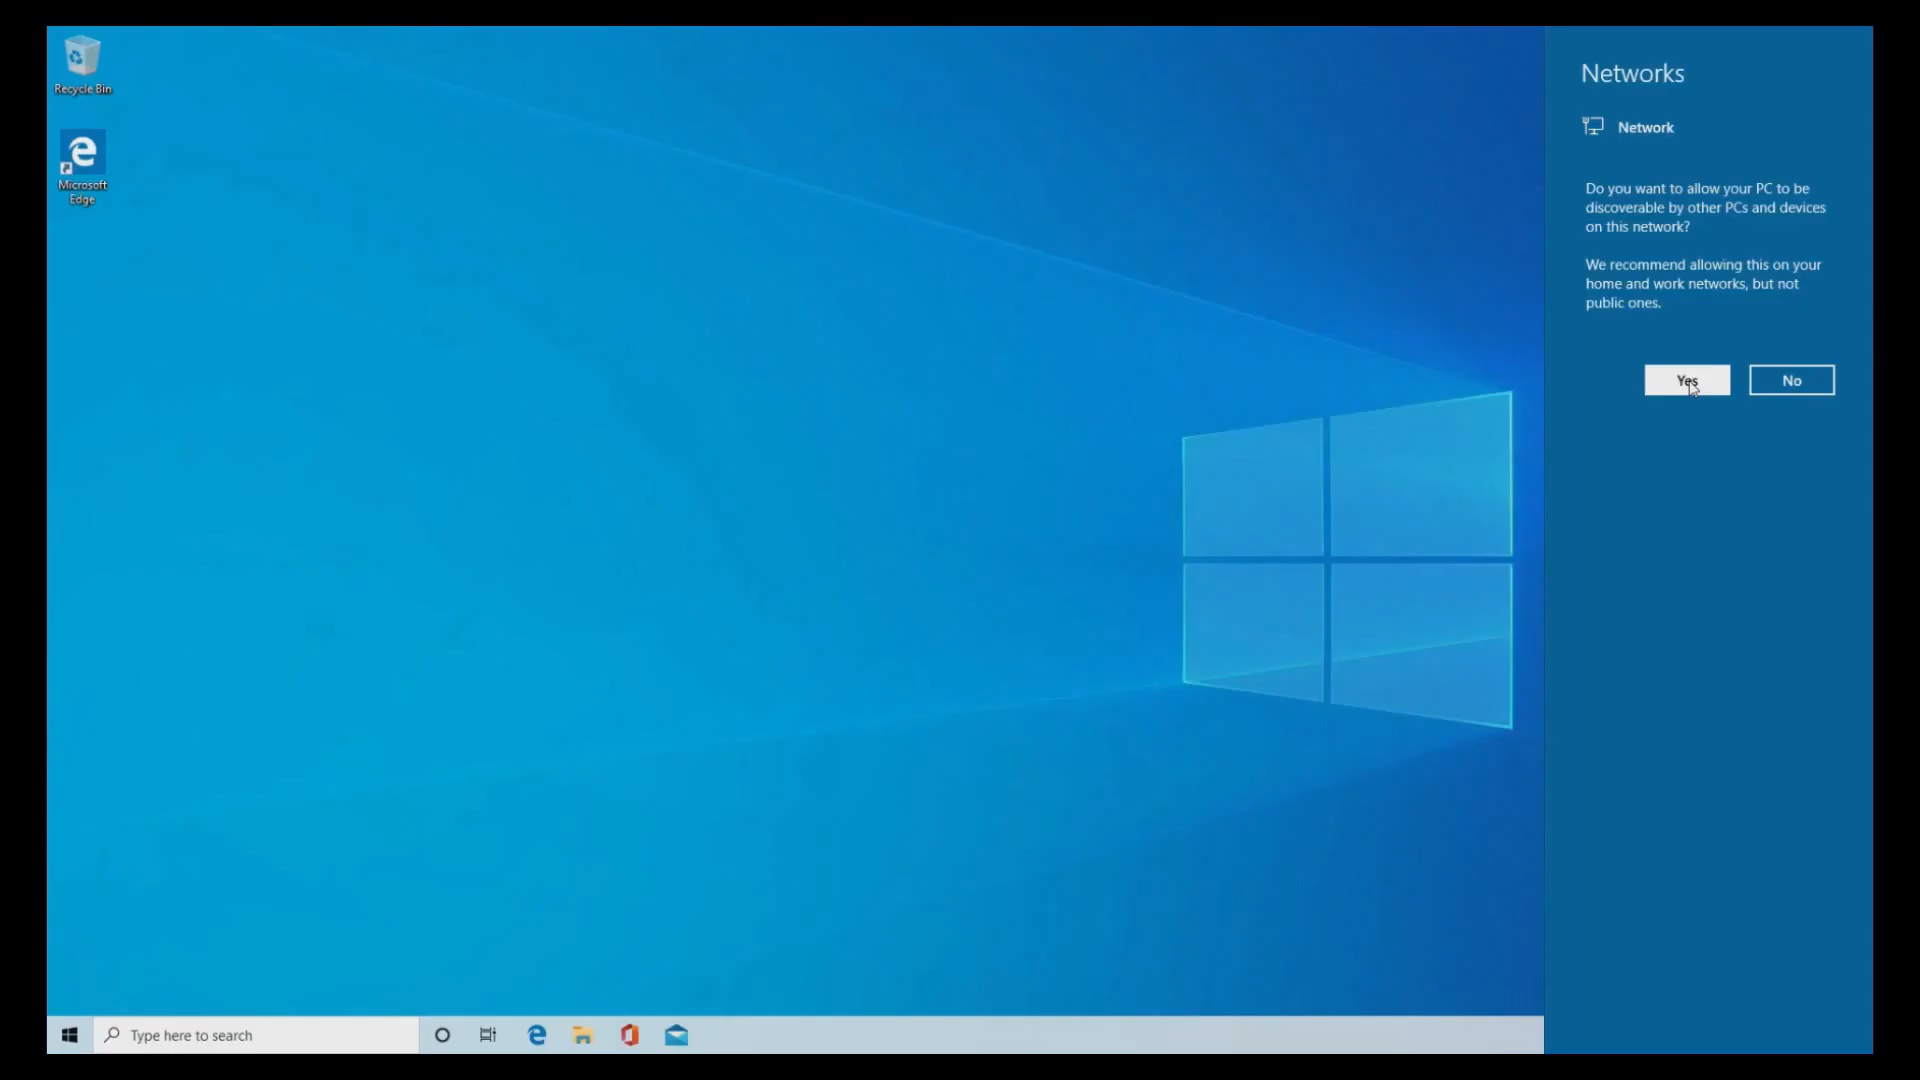 Recycle Bin
Microsoft
Edge
Networks
Network
Do you want to allow your PC to be
discoverable by other PCs and devices
on this network?
We recommend allowing this on your
home and work networks, but not
public ones.
Yes
No
Type here to search